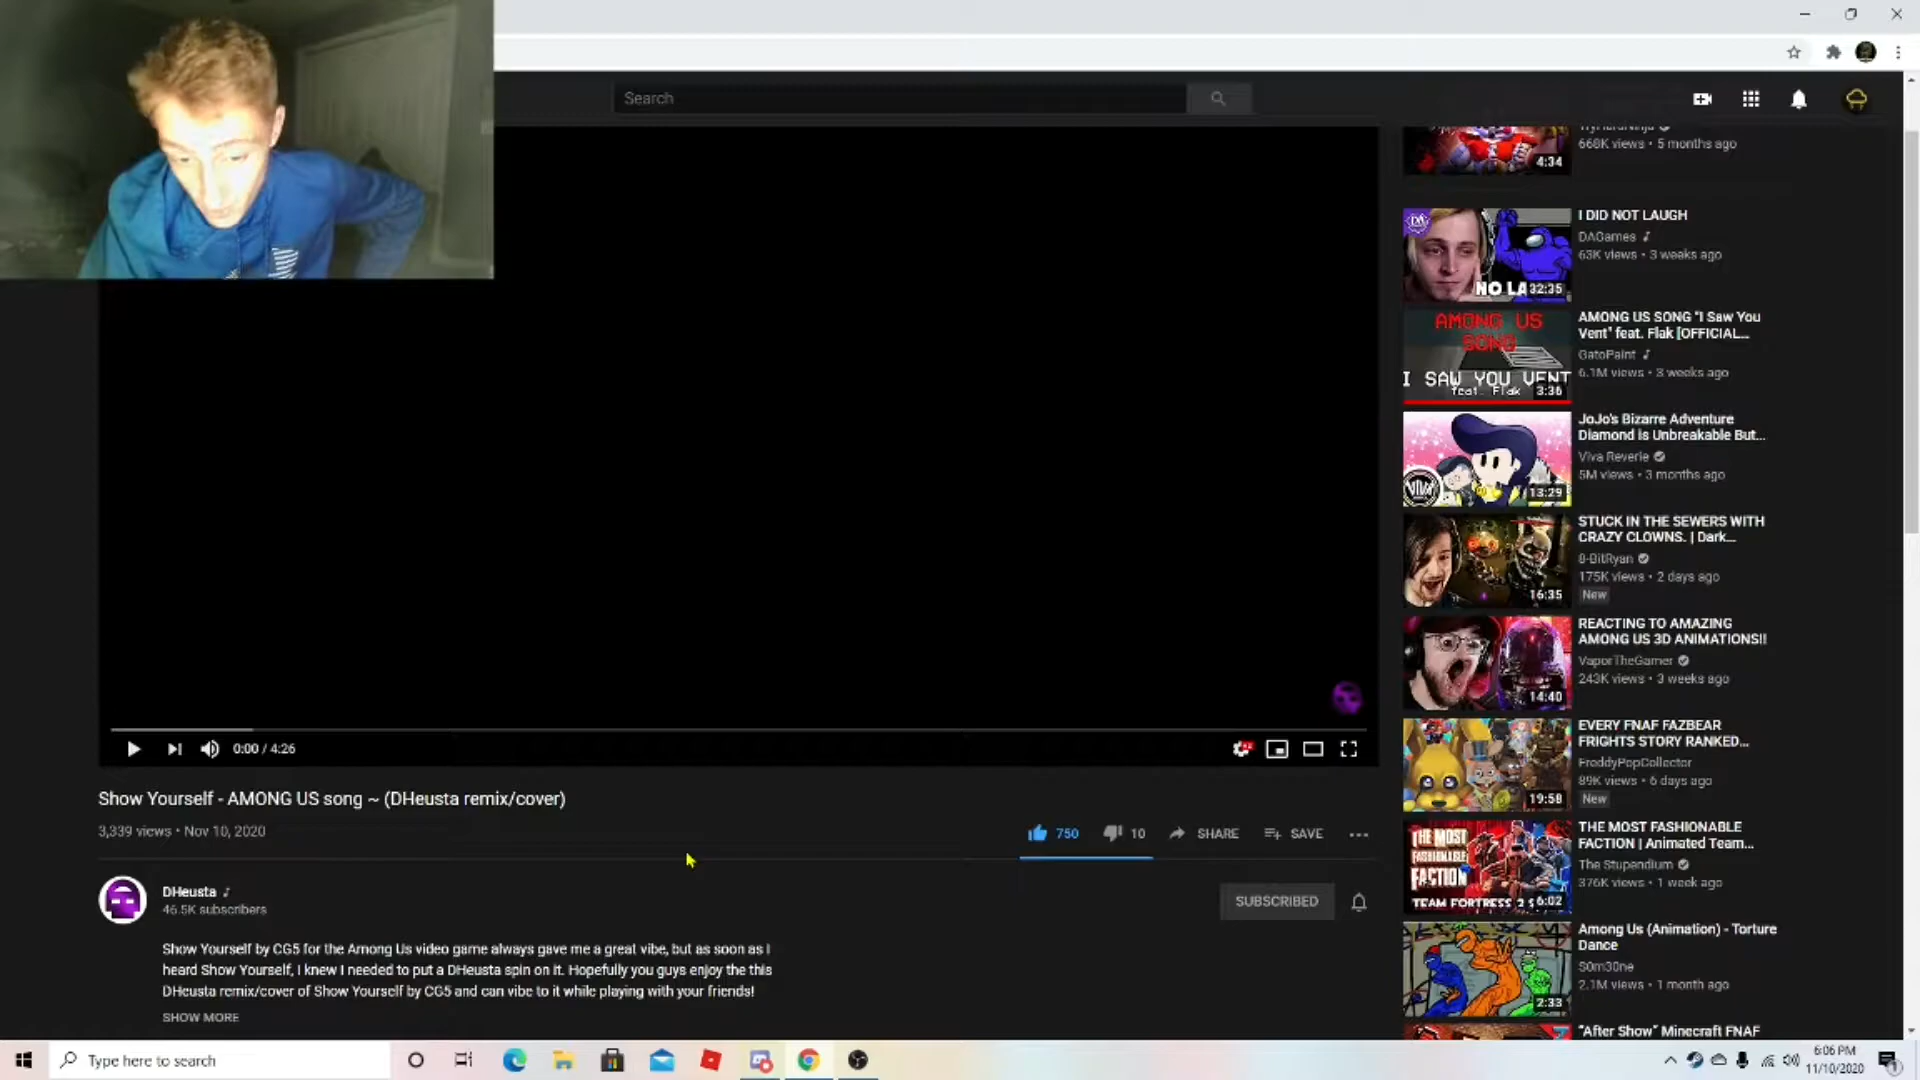 Search
668K views • 5 months ago
4:34
I DID NOT LAUGH
DAGames
63K views • 3 weeks ago
NO LA
32:35
AMONG US SONG "I Saw You
Vent" feat. Flak [OFFICIAL...
GatoPaint
6.1M views • 3 weeks ago
AMONG US
SONG
I SAW YOU VENT
feat. Flak
3:36
JoJo's Bizarre Adventure
Diamond is Unbreakable But...
Viva Reverie
5M views • 3 months ago
VIVA
13:29
STUCK IN THE SEWERS WITH
CRAZY CLOWNS. | Dark...
8-BitRyan
175K views • 2 days ago
New
16:35
REACTING TO AMAZING
AMONG US 3D ANIMATIONS!!
VaporTheGamer
243K views • 3 weeks ago
14:40
EVERY FNAF FAZBEAR
FRIGHTS STORY RANKED...
FreddyPopCollector
89K views • 6 days ago
New
19:58
THE MOST FASHIONABLE
FACTION | Animated Team...
The Stupendium
376K views • 1 week ago
THE MOST
FASHIONABLE
FACTION
TEAM FORTRESS 2 S
6:02
Among Us (Animation) - Torture
Dance
S0m30ne
2.1M views • 1 month ago
2:33
"After Show" Minecraft FNAF
0:00 / 4:26
Show Yourself - AMONG US song ~ (DHeusta remix/cover)
3,339 views • Nov 10, 2020
750
10
SHARE
SAVE
DHeusta
46.5K subscribers
SUBSCRIBED
Show Yourself by CG5 for the Among Us video game always gave me a great vibe, but as soon as I
heard Show Yourself, I knew I needed to put a DHeusta spin on it. Hopefully you guys enjoy the this
DHeusta remix/cover of Show Yourself by CG5 and can vibe to it while playing with your friends!
SHOW MORE
Type here to search
6:06 PM
11/10/2020